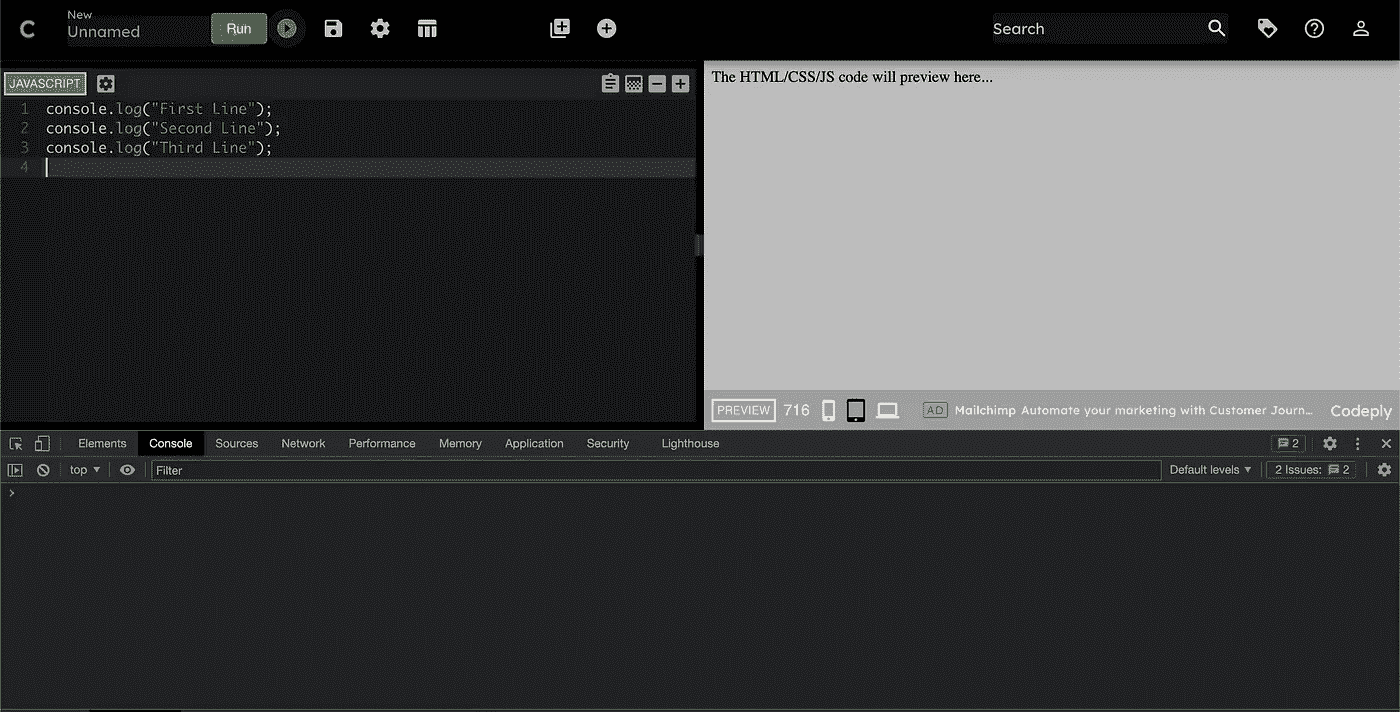 C New Run
Unnamed
Search
JAVASCRIPT
1 console.log("First Line");
2 console.log("Second Line");
3 console.log("Third Line");
4
The HTML/CSS/JS code will preview here...
PREVIEW 716 AD Mailchimp Automate your marketing with Customer Journ... Codeply
Elements Console Sources Network Performance Memory Application Security Lighthouse 2
top ▼ Filter Default levels ▼ 2 Issues: 2
›